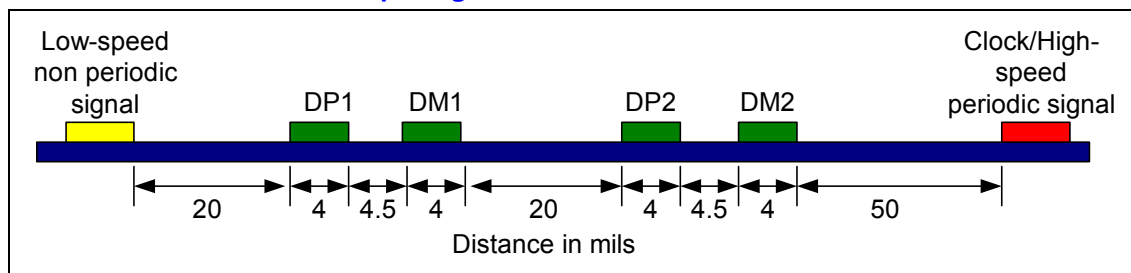 Low-speed
non periodic
signal
DP1
DM1
DP2
DM2
Clock/High-
speed
periodic signal
20
4
4.5
4
20
4
4.5
4
50
Distance in mils